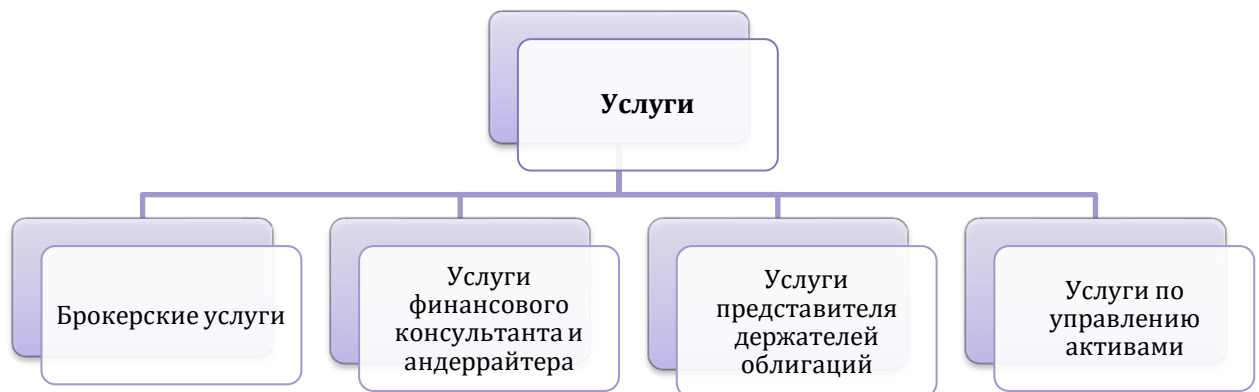 Услуги
Брокерские услуги
Услуги
финансового
консультанта и
андеррайтера
Услуги
представителя
держателей
облигаций
Услуги по
управлению
активами